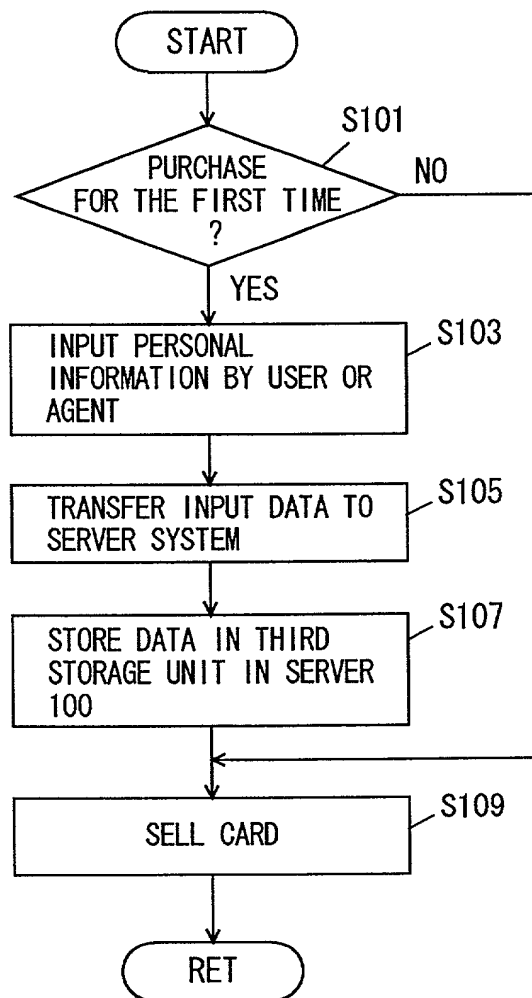 START
S101
PURCHASE
FOR THE FIRST TIME
?
NO
YES
S103
INPUT PERSONAL
INFORMATION BY USER OR
AGENT
S105
TRANSFER INPUT DATA TO
SERVER SYSTEM
S107
STORE DATA IN THIRD
STORAGE UNIT IN SERVER
100
S109
SELL CARD
RET